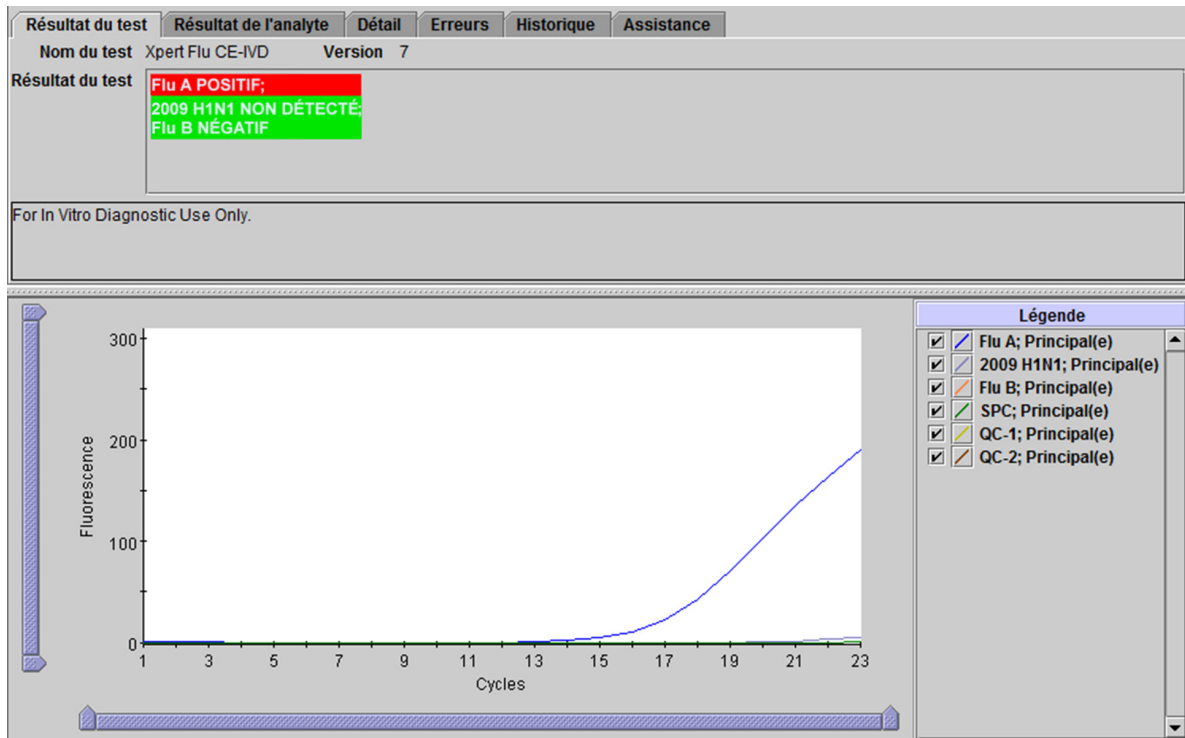 Résultat du test Résultat de l'analyte Détail Erreurs Historique Assistance
Nom du test Xpert Flu CE-IVD Version 7
Résultat du test
Flu A POSITIF;
2009 H1N1 NON DÉTECTÉ;
Flu B NÉGATIF
For In Vitro Diagnostic Use Only.
Légende
Flu A; Principal(e)
2009 H1N1; Principal(e)
Flu B; Principal(e)
SPC; Principal(e)
QC-1; Principal(e)
QC-2; Principal(e)
300
200
100
0
Fluorescence
1 3 5 7 9 11 13 15 17 19 21 23
Cycles